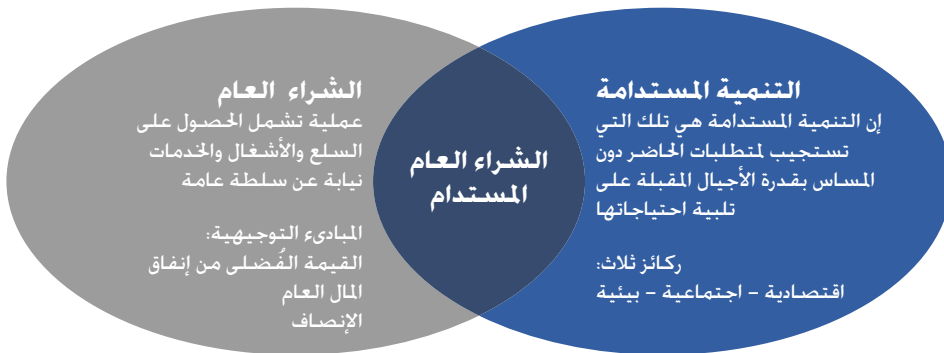 التنمية المستدامة
إن التنمية المستدامة هي تلك التي
تستجيب لمتطلبات الحاضر دون
المساس بقدرة الأجيال المقبلة على
تلبية احتياجاتها
ركائز ثلاث:
اقتصادية – اجتماعية – بيئية
الشراء العام
المستدام
الشراء العام
عملية تشمل الحصول على
السلع والأشغال والخدمات
نيابة عن سلطة عامة
المبادىء التوجيهية:
القيمة الفُضلى من إنفاق
المال العام
الإنصاف